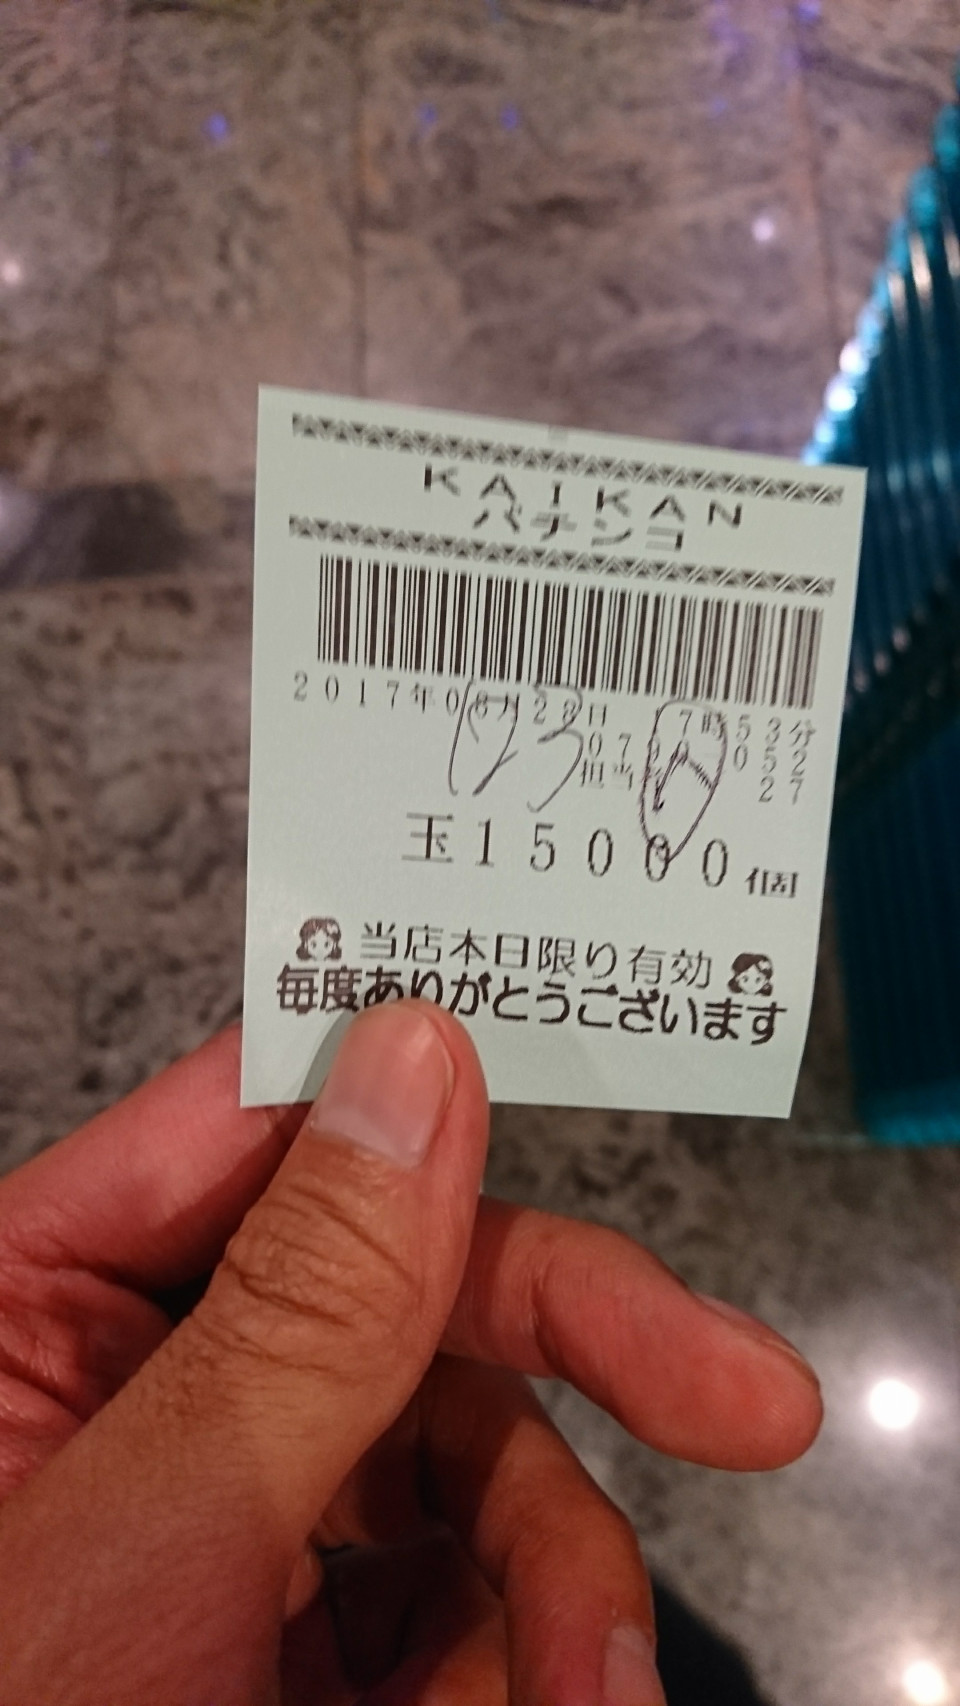 KAIKAN
パチンコ
2017年08月28日 17時53分
玉15000個
当店本日限り有効
毎度ありがとうございます